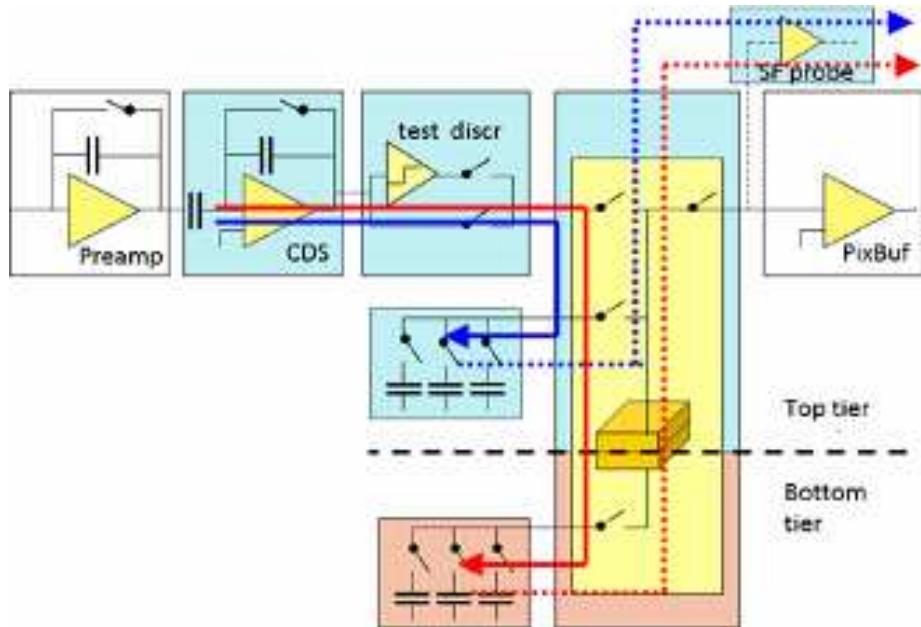 SF probe
test discr
Preamp
CDS
PixBuf
Top tier
Bottom
tier